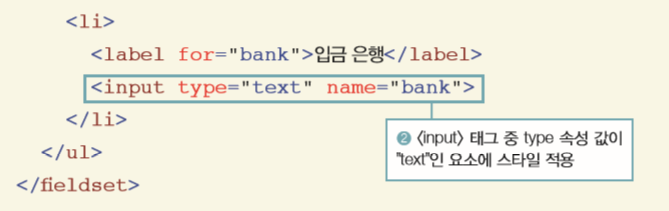 <li>
<label for="bank">입금 은행</label>
<input type="text" name="bank">
</li>
</ul>
</fieldset>
❷ 〈input〉 태그 중 type 속성 값이
"text"인 요소에 스타일 적용